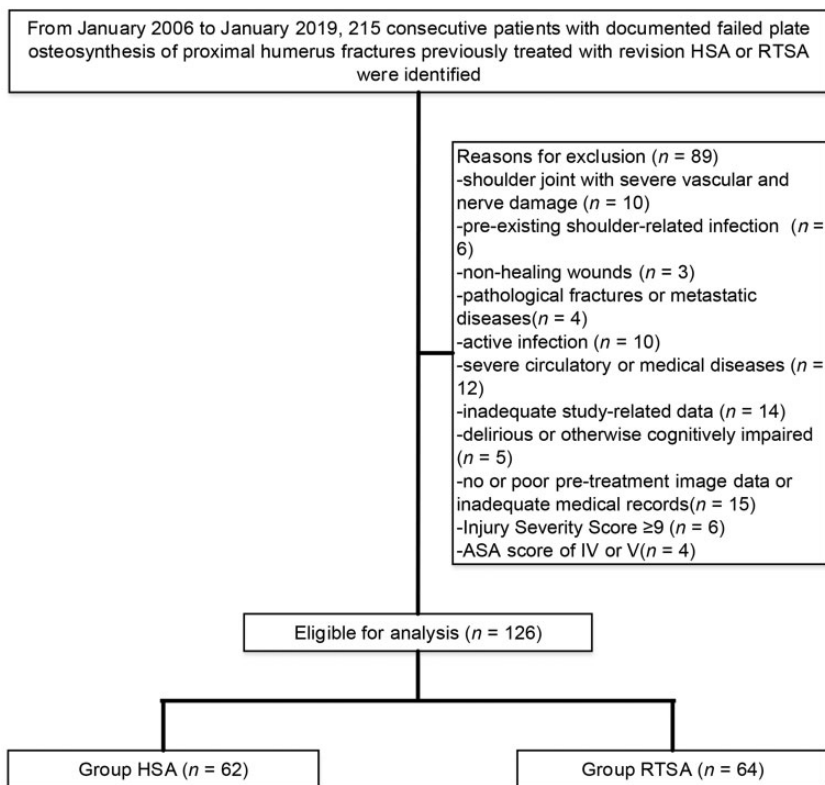 From January 2006 to January 2019, 215 consecutive patients with documented failed plate
osteosynthesis of proximal humerus fractures previously treated with revision HSA or RTSA
were identified
Reasons for exclusion (n = 89)
-shoulder joint with severe vascular and
nerve damage (n = 10)
-pre-existing shoulder-related infection (n =
6)
-non-healing wounds (n = 3)
-pathological fractures or metastatic
diseases(n = 4)
-active infection (n = 10)
-severe circulatory or medical diseases (n =
12)
-inadequate study-related data (n = 14)
-delirious or otherwise cognitively impaired
(n = 5)
-no or poor pre-treatment image data or
inadequate medical records(n = 15)
-Injury Severity Score ≥9 (n = 6)
-ASA score of IV or V(n = 4)
Eligible for analysis (n = 126)
Group HSA (n = 62)
Group RTSA (n = 64)